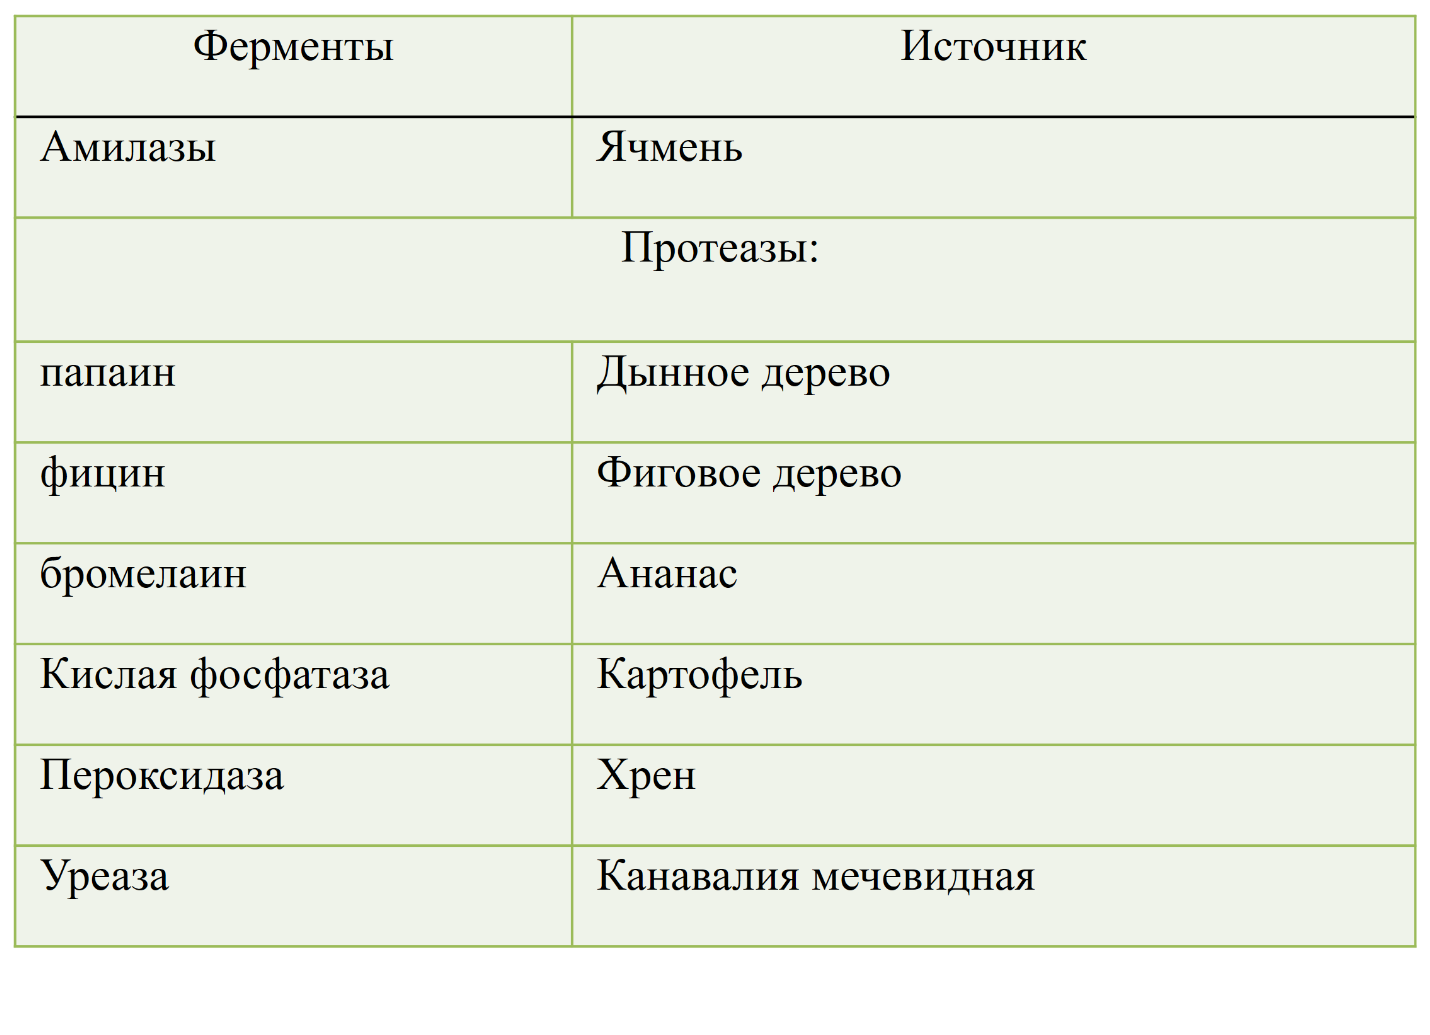 Ферменты Источник
Амилазы Ячмень
Протеазы:
папаин Дынное дерево
фицин Фиговое дерево
бромелаин Ананас
Кислая фосфатаза Картофель
Пероксидаза Хрен
Уреаза Канавалия мечевидная